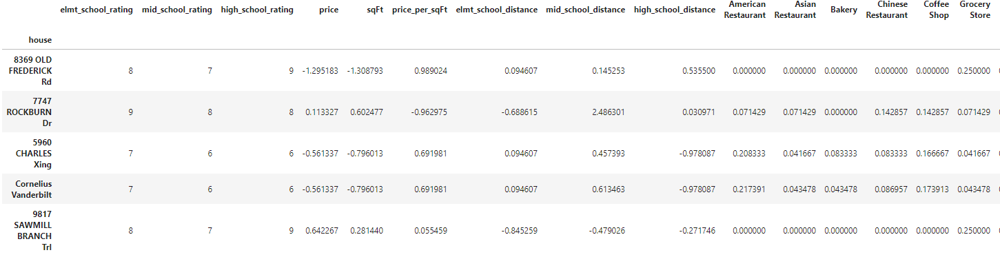 elmt_school_rating mid_school_rating high_school_rating price sqFt price_per_sqFt elmt_school_distance mid_school_distance high_school_distance American Restaurant Asian Restaurant Bakery Chinese Restaurant Coffee Shop Grocery Store
house
8369 OLD FREDERICK Rd 8 7 9 -1.295183 -1.308793 0.989024 0.094607 0.145253 0.535500 0.000000 0.000000 0.000000 0.000000 0.000000 0.250000
7747 ROCKBURN Dr 9 8 8 0.113327 0.602477 -0.962975 -0.688615 2.486301 0.030971 0.071429 0.071429 0.000000 0.142857 0.142857 0.071429
5960 CHARLES Xing 7 6 6 -0.561337 -0.796013 0.691981 0.094607 0.457393 -0.978087 0.208333 0.041667 0.083333 0.083333 0.166667 0.041667
Cornelius Vanderbilt 7 6 6 -0.561337 -0.796013 0.691981 0.094607 0.613463 -0.978087 0.217391 0.043478 0.043478 0.086957 0.173913 0.043478
9817 SAWMILL BRANCH Trl 8 7 9 0.642267 0.281440 0.055459 -0.845259 -0.479026 -0.271746 0.000000 0.000000 0.000000 0.000000 0.000000 0.250000